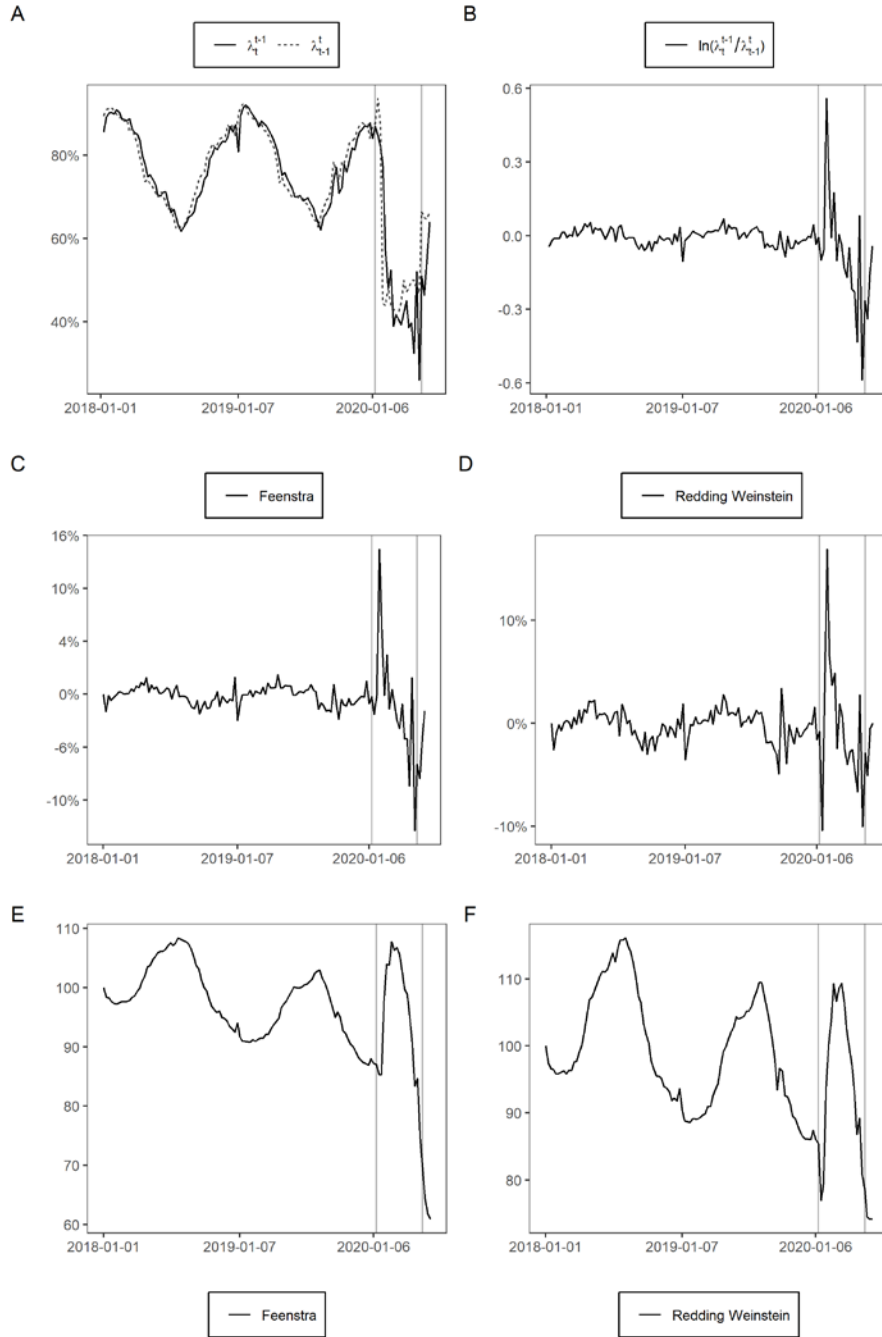 A
λ_t^{t-1} λ_{t-1}^t
80%
60%
40%
2018-01-01 2019-01-07 2020-01-06
B
ln(λ_t^{t-1}/λ_{t-1}^t)
0.6
0.3
0.0
-0.3
-0.6
2018-01-01 2019-01-07 2020-01-06
C
Feenstra
16%
10%
4%
0%
-6%
-10%
2018-01-01 2019-01-07 2020-01-06
D
Redding Weinstein
10%
0%
-10%
2018-01-01 2019-01-07 2020-01-06
E
110
100
90
80
70
60
2018-01-01 2019-01-07 2020-01-06
Feenstra
F
110
100
90
80
2018-01-01 2019-01-07 2020-01-06
Redding Weinstein